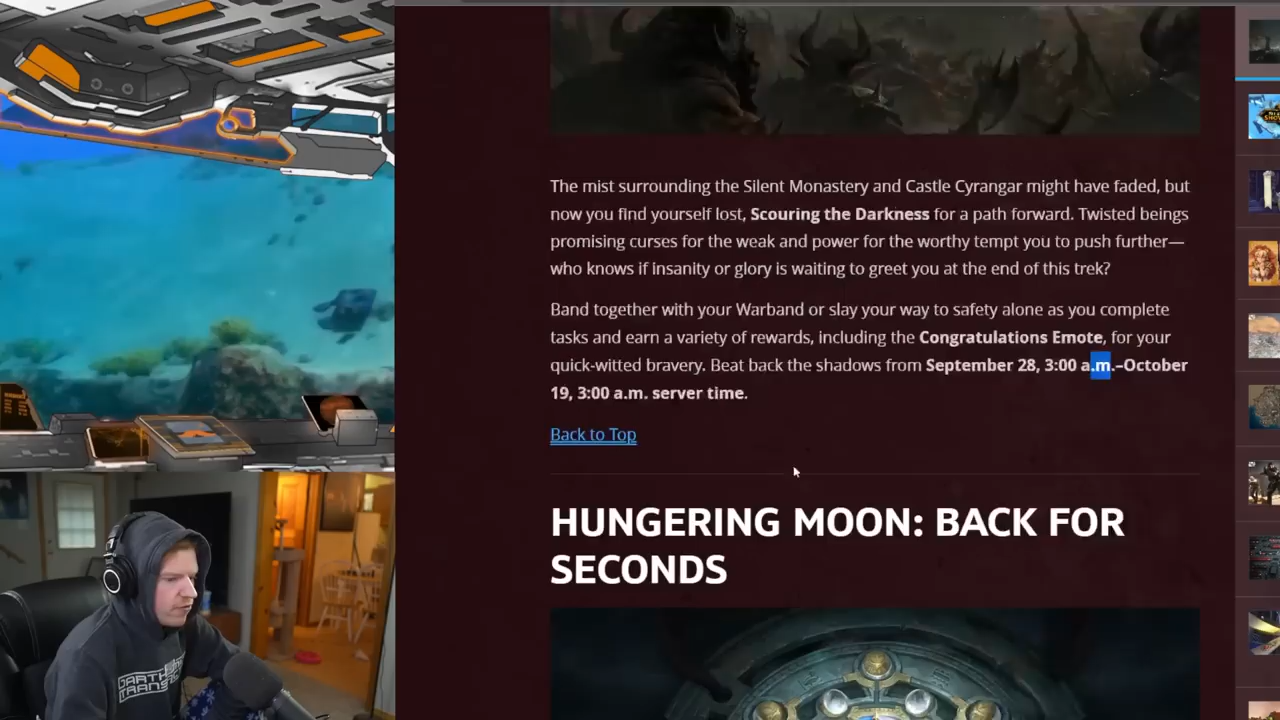 The mist surrounding the Silent Monastery and Castle Cyrangar might have faded, but
now you find yourself lost, Scouring the Darkness for a path forward. Twisted beings
promising curses for the weak and power for the worthy tempt you to push further—
who knows if insanity or glory is waiting to greet you at the end of this trek?
Band together with your Warband or slay your way to safety alone as you complete
tasks and earn a variety of rewards, including the Congratulations Emote, for your
quick-witted bravery. Beat back the shadows from September 28, 3:00 a.m.–October
19, 3:00 a.m. server time.
Back to Top
HUNGERING MOON: BACK FOR
SECONDS